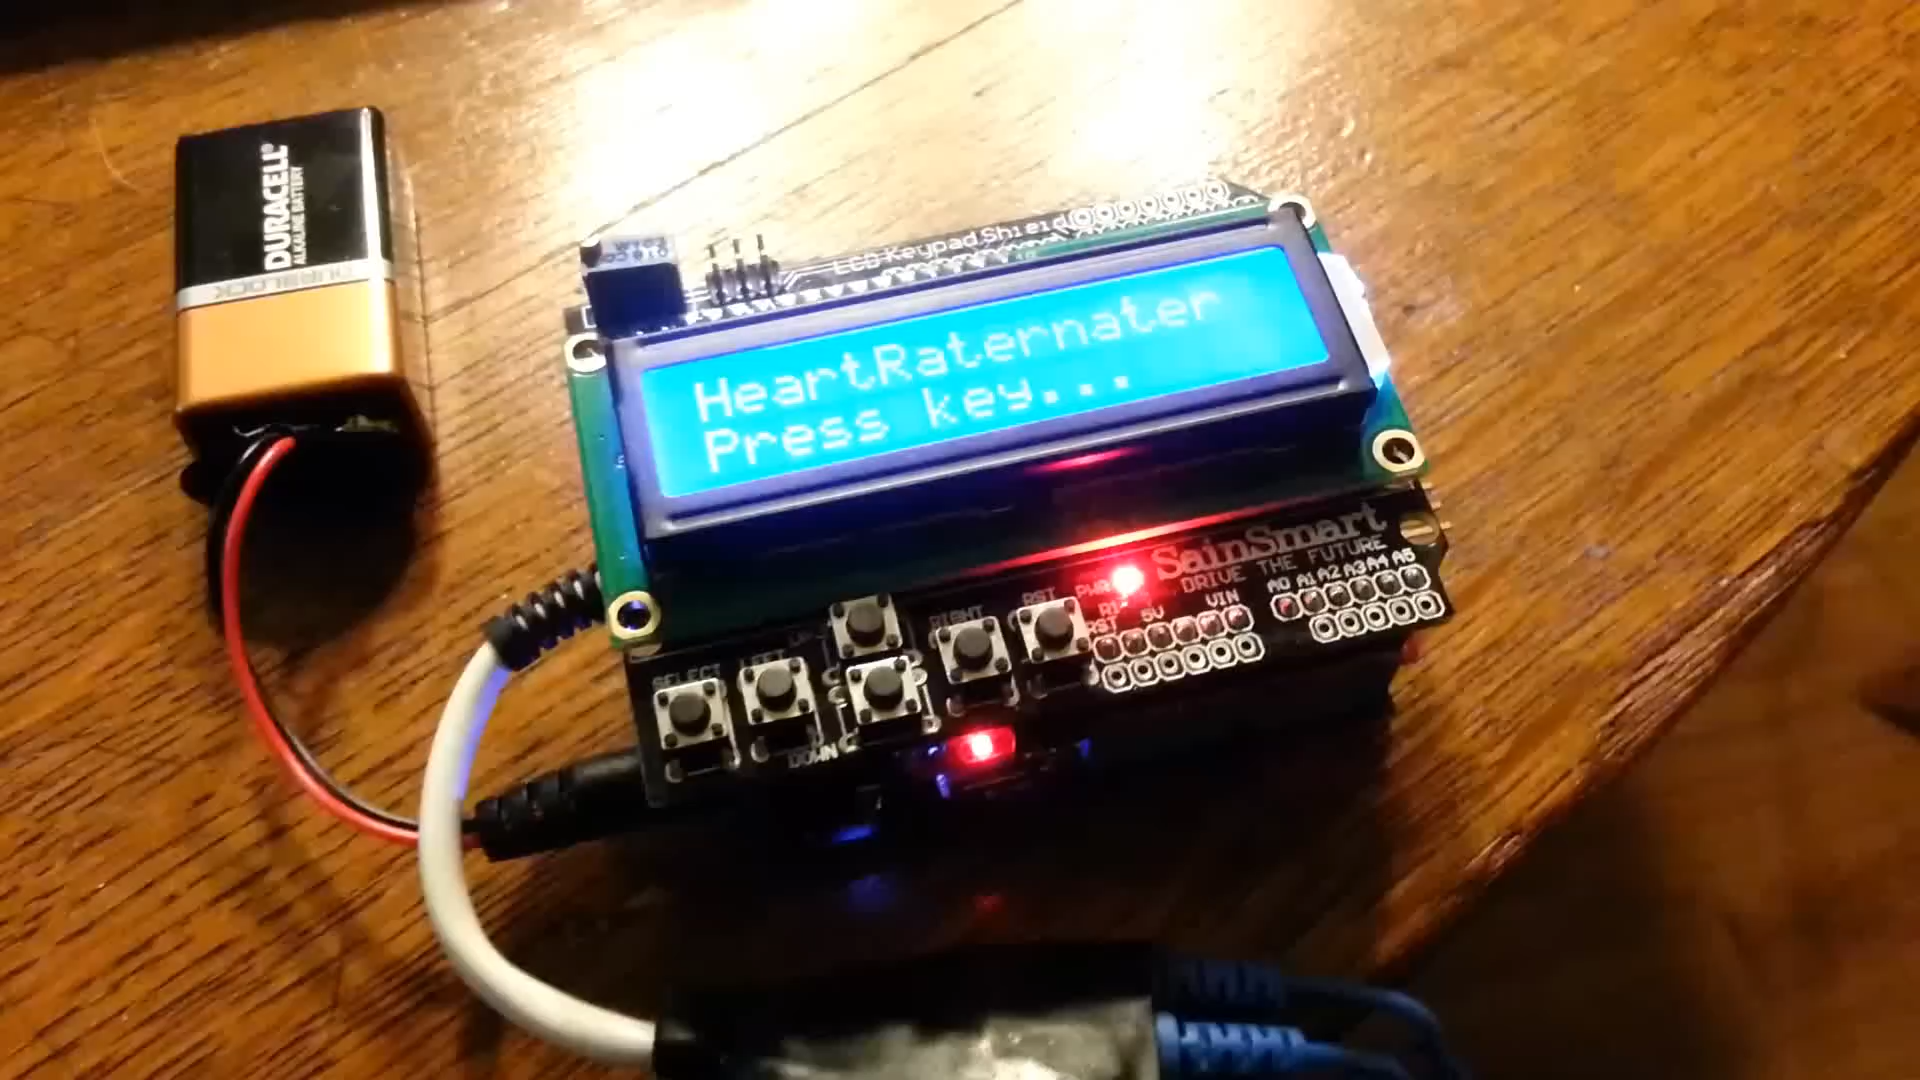 DURACELL®
ALKALINE BATTERY
DURALOCK
LCD Keypad Shield
HeartRaternater
Press key...
SainSmart
DRIVE THE FUTURE
PWR
A0 A1 A2 A3 A4 A5
RST
5V
VIN
RST
RIGHT
UP
LEFT
SELECT
DOWN